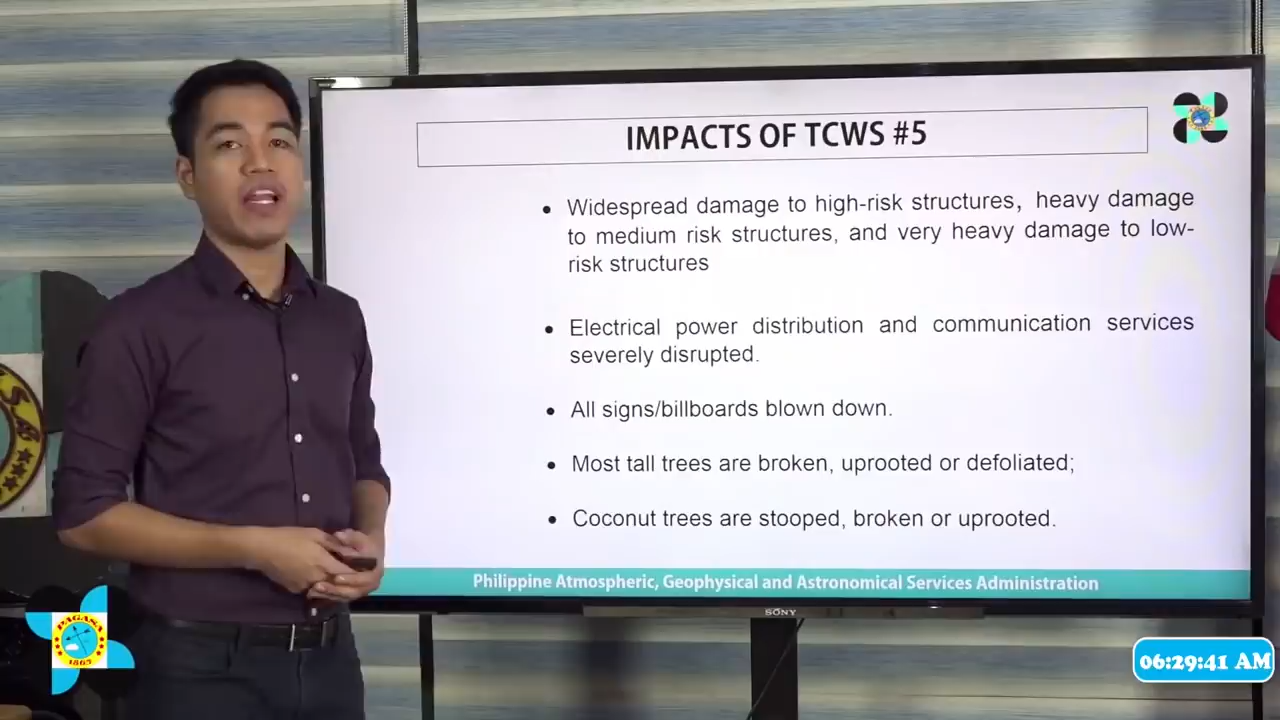 IMPACTS OF TCWS #5
• Widespread damage to high-risk structures, heavy damage
to medium risk structures, and very heavy damage to low-
risk structures
• Electrical power distribution and communication services
severely disrupted.
• All signs/billboards blown down.
• Most tall trees are broken, uprooted or defoliated;
• Coconut trees are stooped, broken or uprooted.
Philippine Atmospheric, Geophysical and Astronomical Services Administration
SONY
PAGASA
1865
06:29:41 AM